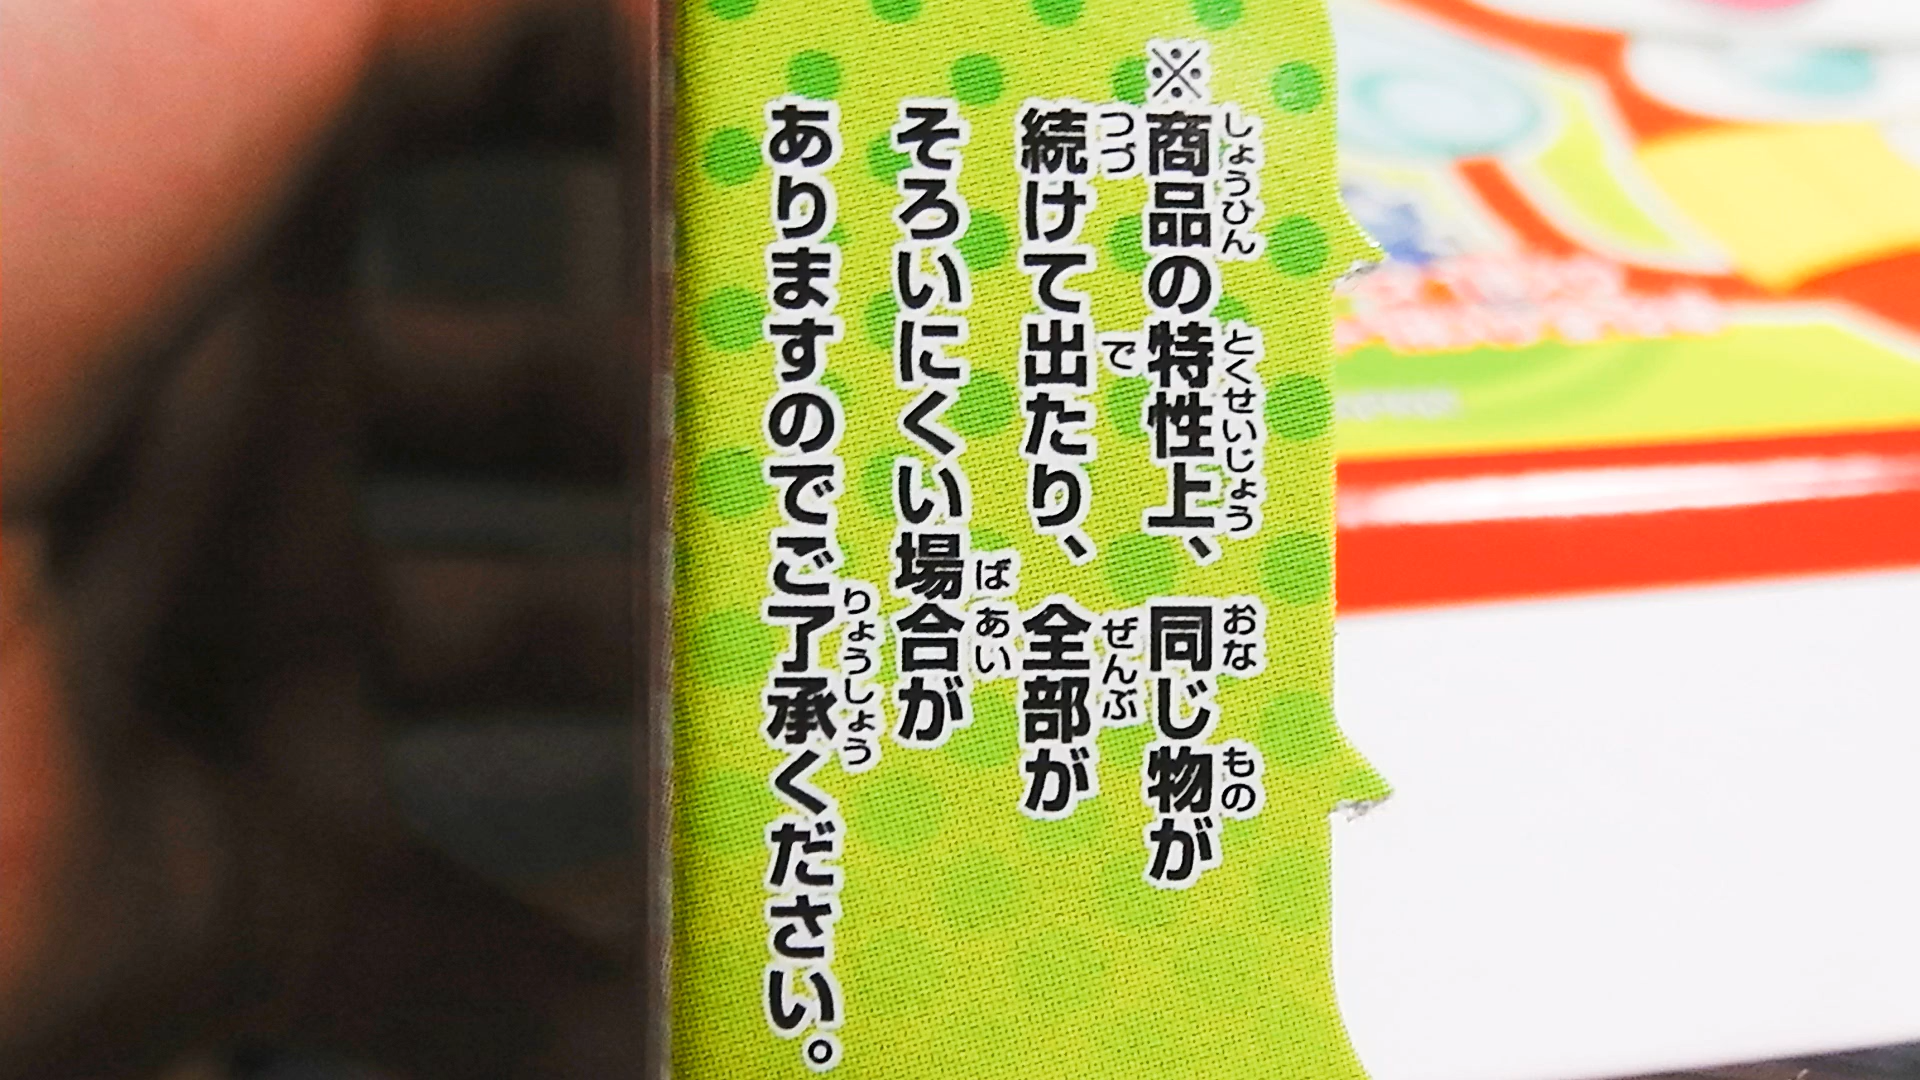 ※商品の特性上、同じ物が
続けて出たり、全部が
そろいにくい場合が
ありますのでご了承ください。